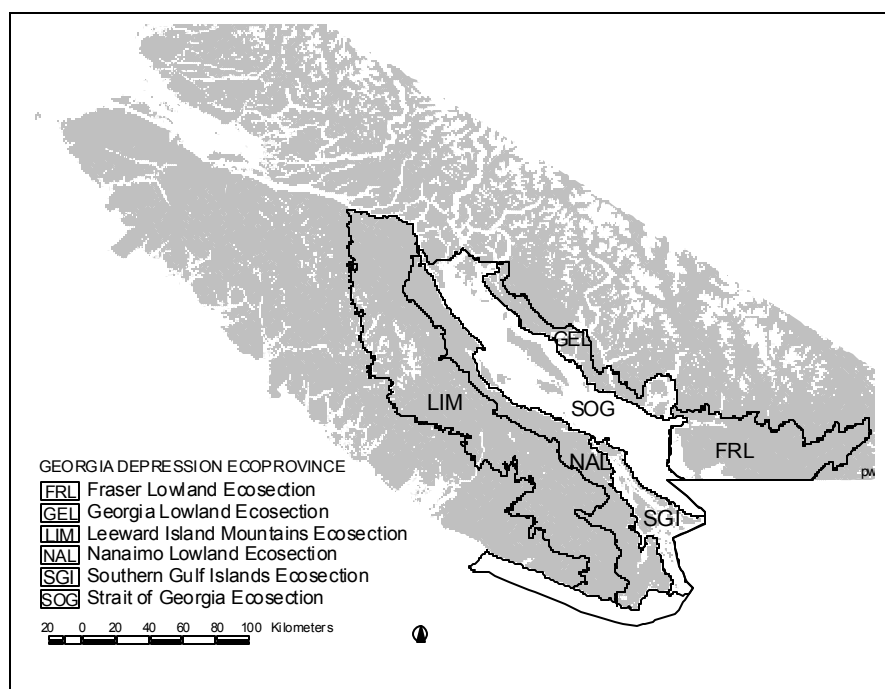 GEL
LIM
SOG
FRL
NAL
pw
SGI
GEORGIA DEPRESSION ECOPROVINCE
FRL Fraser Lowland Ecosection
GEL Georgia Lowland Ecosection
LIM Leeward Island Mountains Ecosection
NAL Nanaimo Lowland Ecosection
SGI Southern Gulf Islands Ecosection
SOG Strait of Georgia Ecosection
20 0 20 40 60 80 100 Kilometers